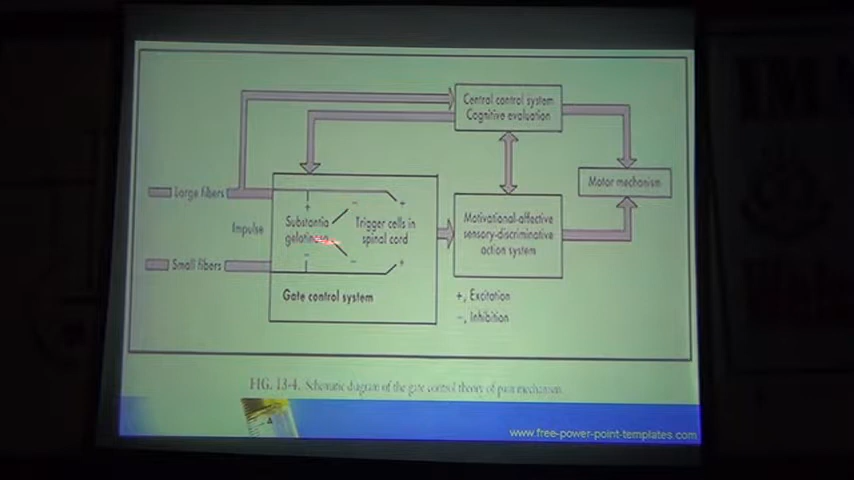 Central control system
Cognitive evaluation
Large fibers
Motor mechanism
Impulse
Substantia
gelatinosa
Trigger cells in
spinal cord
+
−
+
−
−
+
Motivational-affective
sensory-discriminative
action system
Small fibers
Gate control system
+, Excitation
−, Inhibition
FIG. 13-4. Schematic diagram of the gate control theory of pain mechanism.
www.free-power-point-templates.com